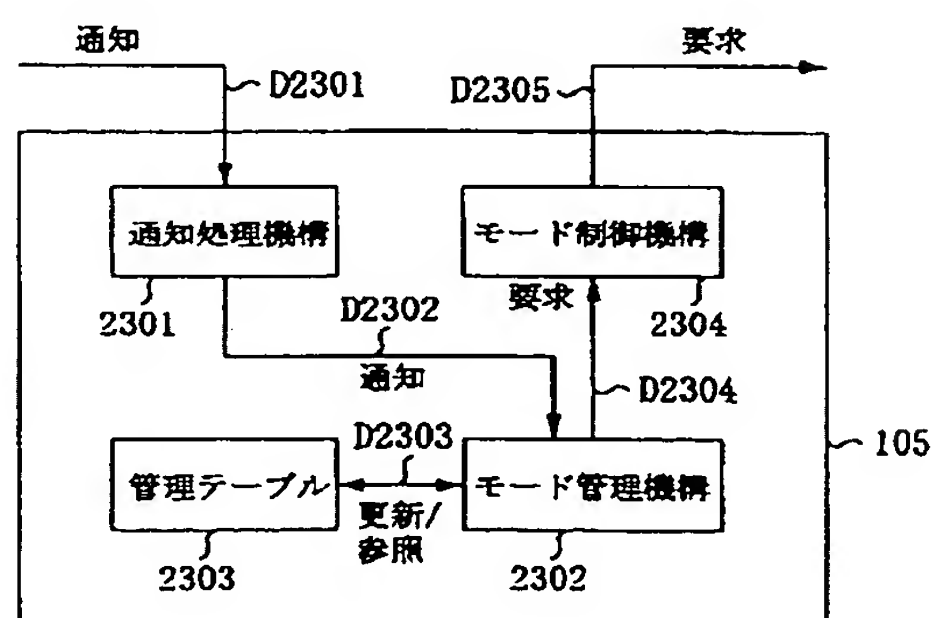 通知
要求
D2301
D2305
通知処理機構
モード制御機構
2301
D2302
要求
2304
通知
D2304
D2303
105
管理テーブル
モード管理機構
更新/
参照
2303
2302